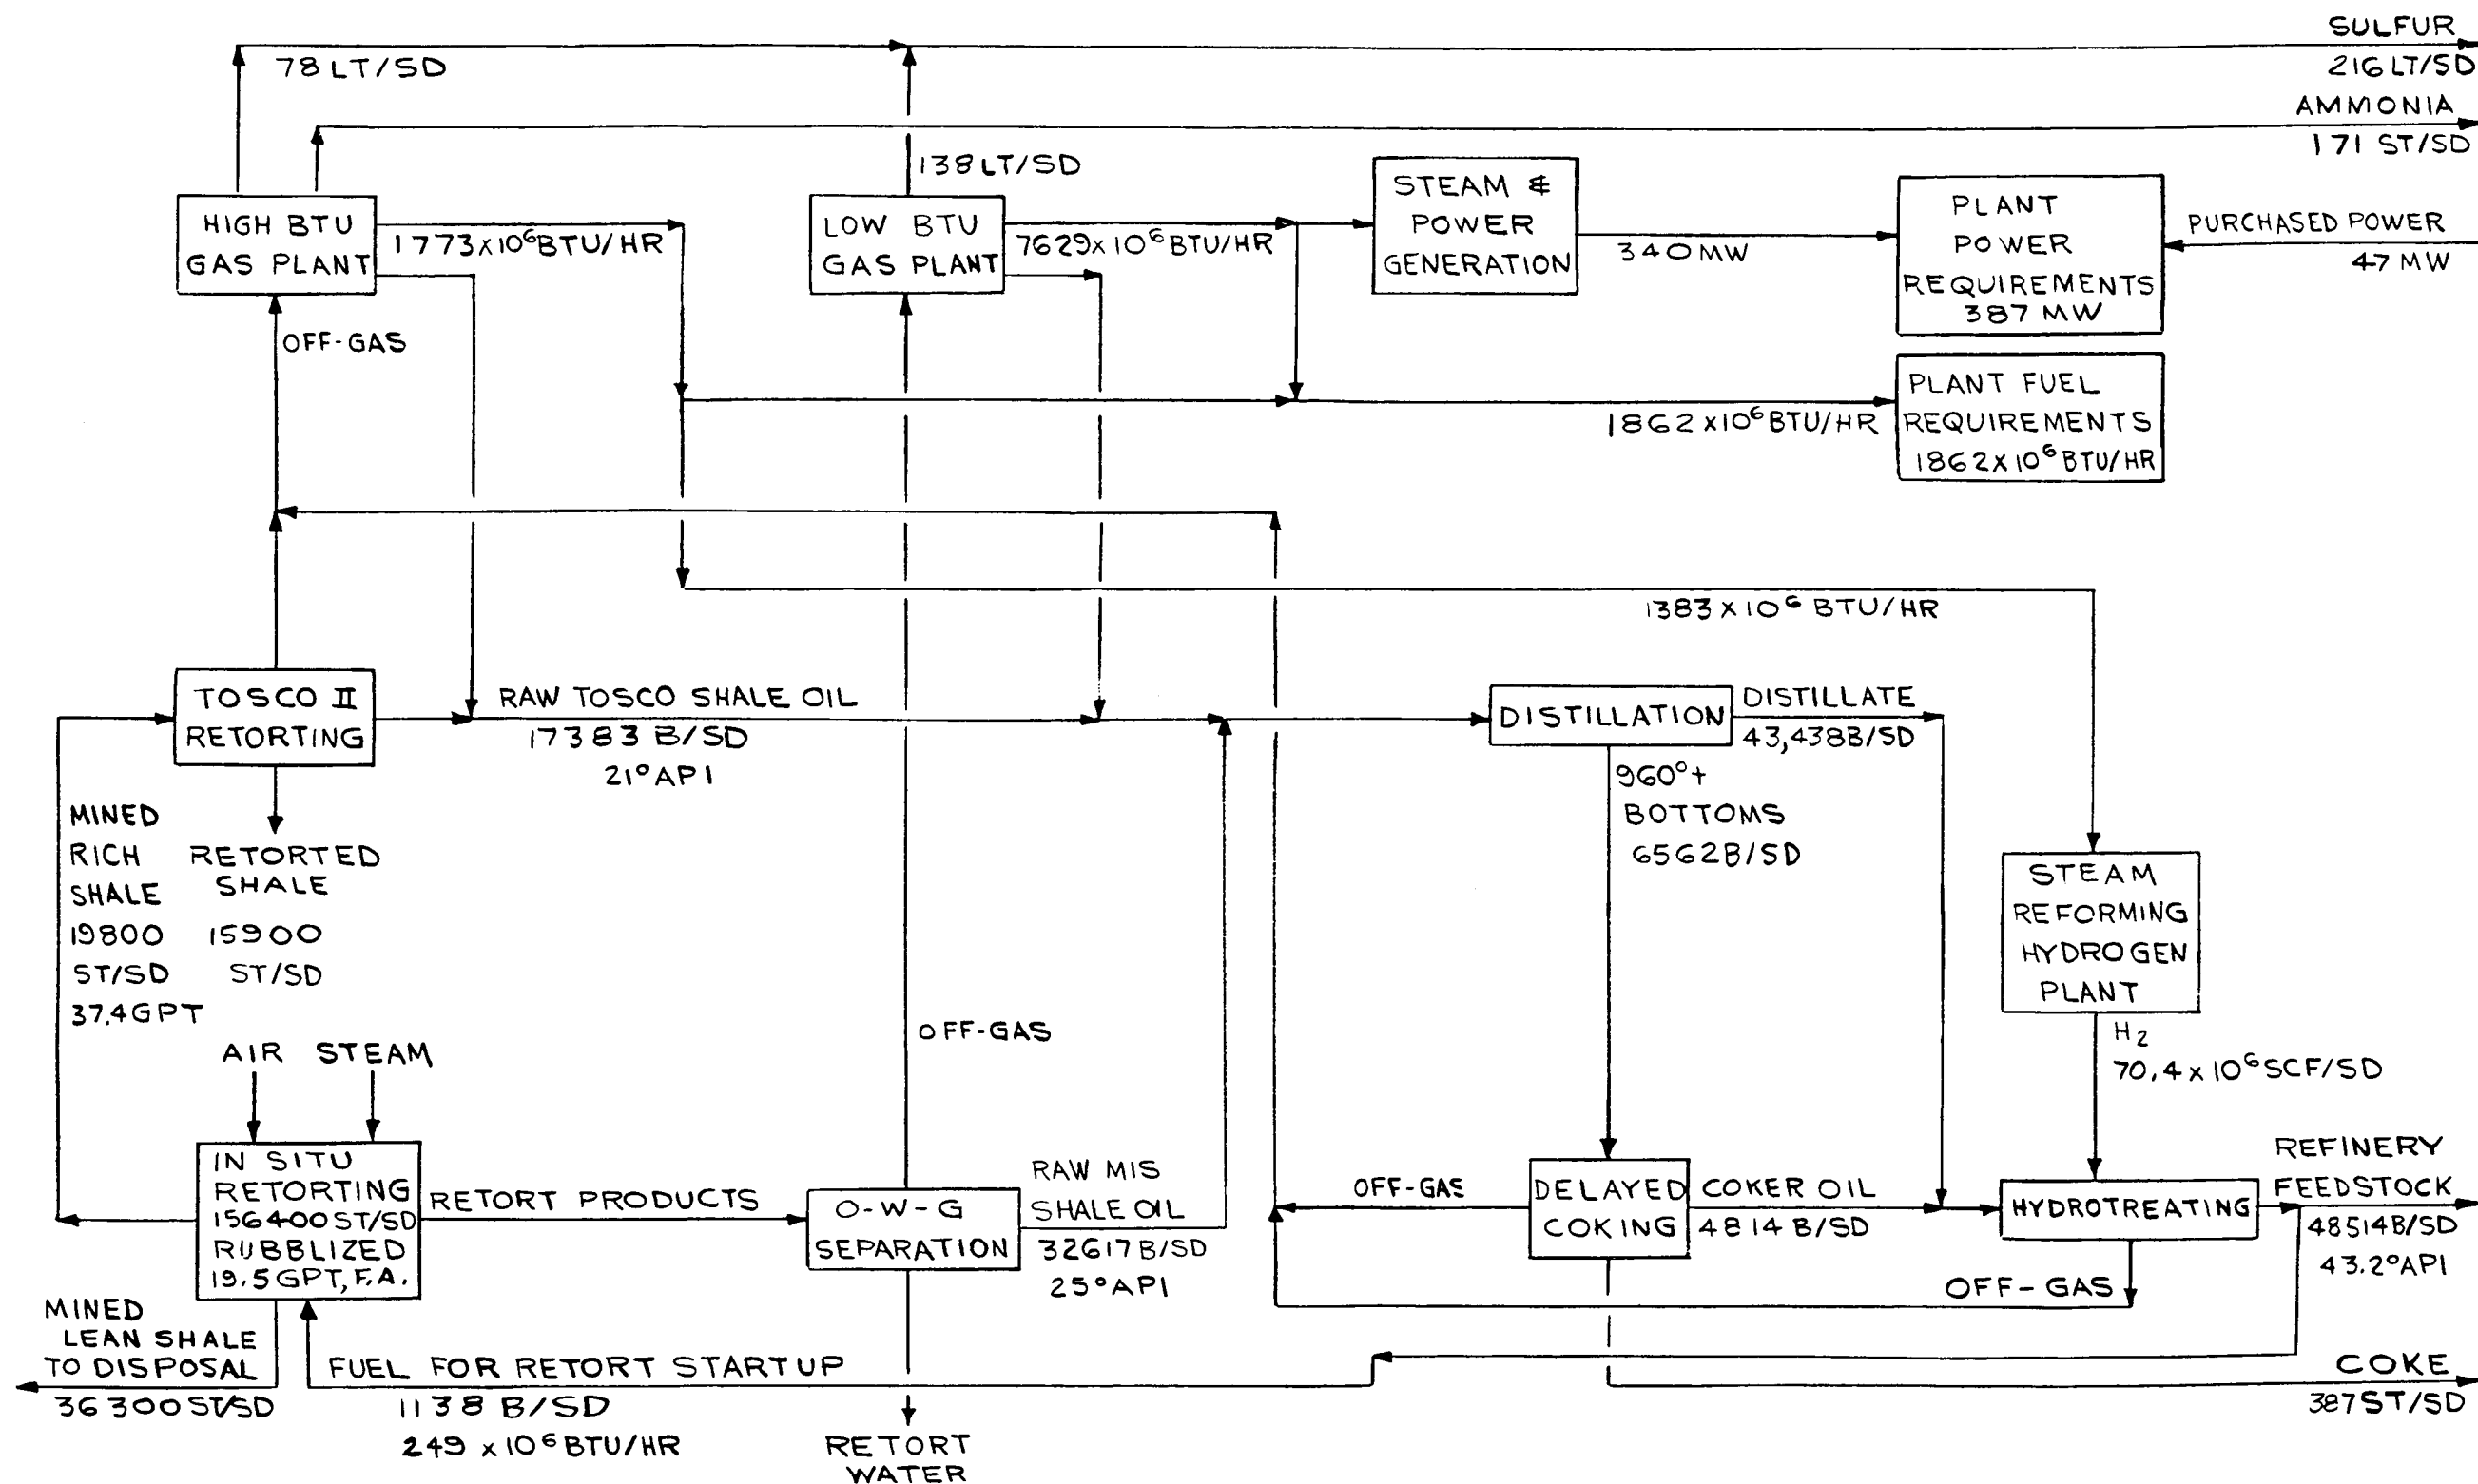 SULFUR
216 LT/SD
78 LT/SD
AMMONIA
171 ST/SD
138 LT/SD
HIGH BTU
GAS PLANT
1773x10⁶BTU/HR
LOW BTU
GAS PLANT
7629x10⁶BTU/HR
STEAM &
POWER
GENERATION
340 MW
PLANT
POWER
REQUIREMENTS
387 MW
PURCHASED POWER
47 MW
OFF-GAS
PLANT FUEL
REQUIREMENTS
1862X10⁶BTU/HR
1862x10⁶BTU/HR
1383x10⁶ BTU/HR
TOSCO II
RETORTING
RAW TOSCO SHALE OIL
17383 B/SD
21°API
DISTILLATION
DISTILLATE
43,438B/SD
960°+
BOTTOMS
6562B/SD
MINED
RICH
SHALE
19800
ST/SD
37.4GPT
RETORTED
SHALE
15900
ST/SD
STEAM
REFORMING
HYDROGEN
PLANT
H₂
70.4x10⁶SCF/SD
OFF-GAS
AIR STEAM
IN SITU
RETORTING
156400ST/SD
RUBBLIZED
19.5GPT, F.A.
RETORT PRODUCTS
O-W-G
SEPARATION
RAW MIS
SHALE OIL
32617B/SD
25°API
OFF-GAS
DELAYED
COKING
COKER OIL
4814 B/SD
HYDROTREATING
REFINERY
FEEDSTOCK
48514B/SD
43.2°API
OFF-GAS
MINED
LEAN SHALE
TO DISPOSAL
36300ST/SD
FUEL FOR RETORT STARTUP
1138 B/SD
249 x10⁶BTU/HR
RETORT
WATER
COKE
387ST/SD